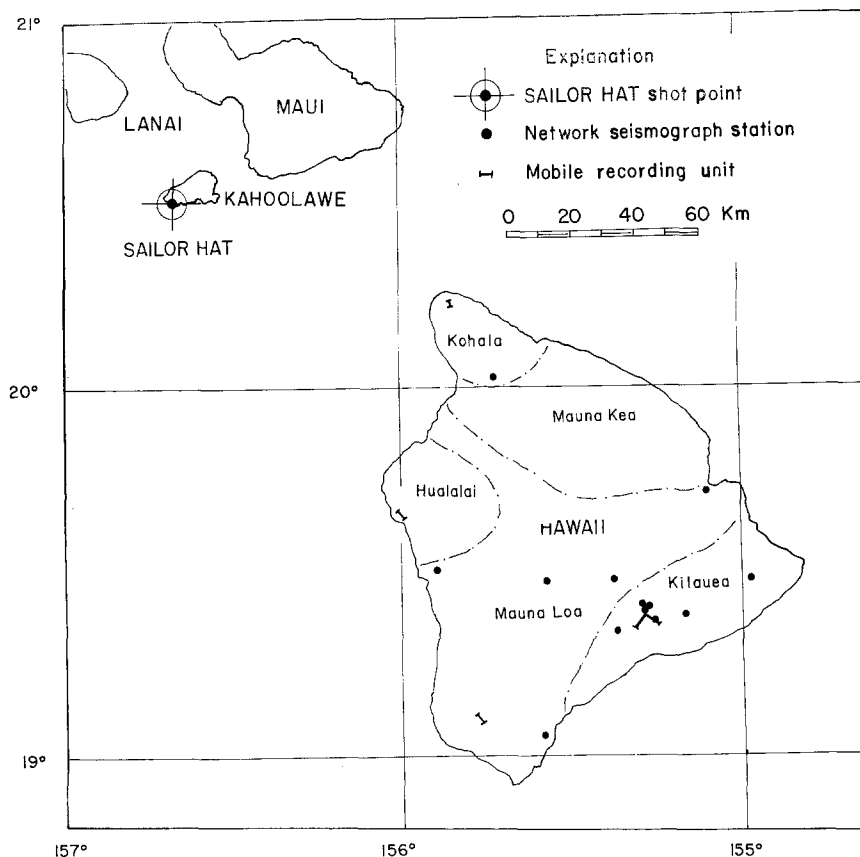 21°
Explanation
SAILOR HAT shot point
Network seismograph station
Mobile recording unit
0 20 40 60 Km
MAUI
LANAI
KAHOOLAWE
SAILOR HAT
Kohala
20°
Mauna Kea
Hualalai
HAWAII
Kilauea
Mauna Loa
19°
157°
156°
155°